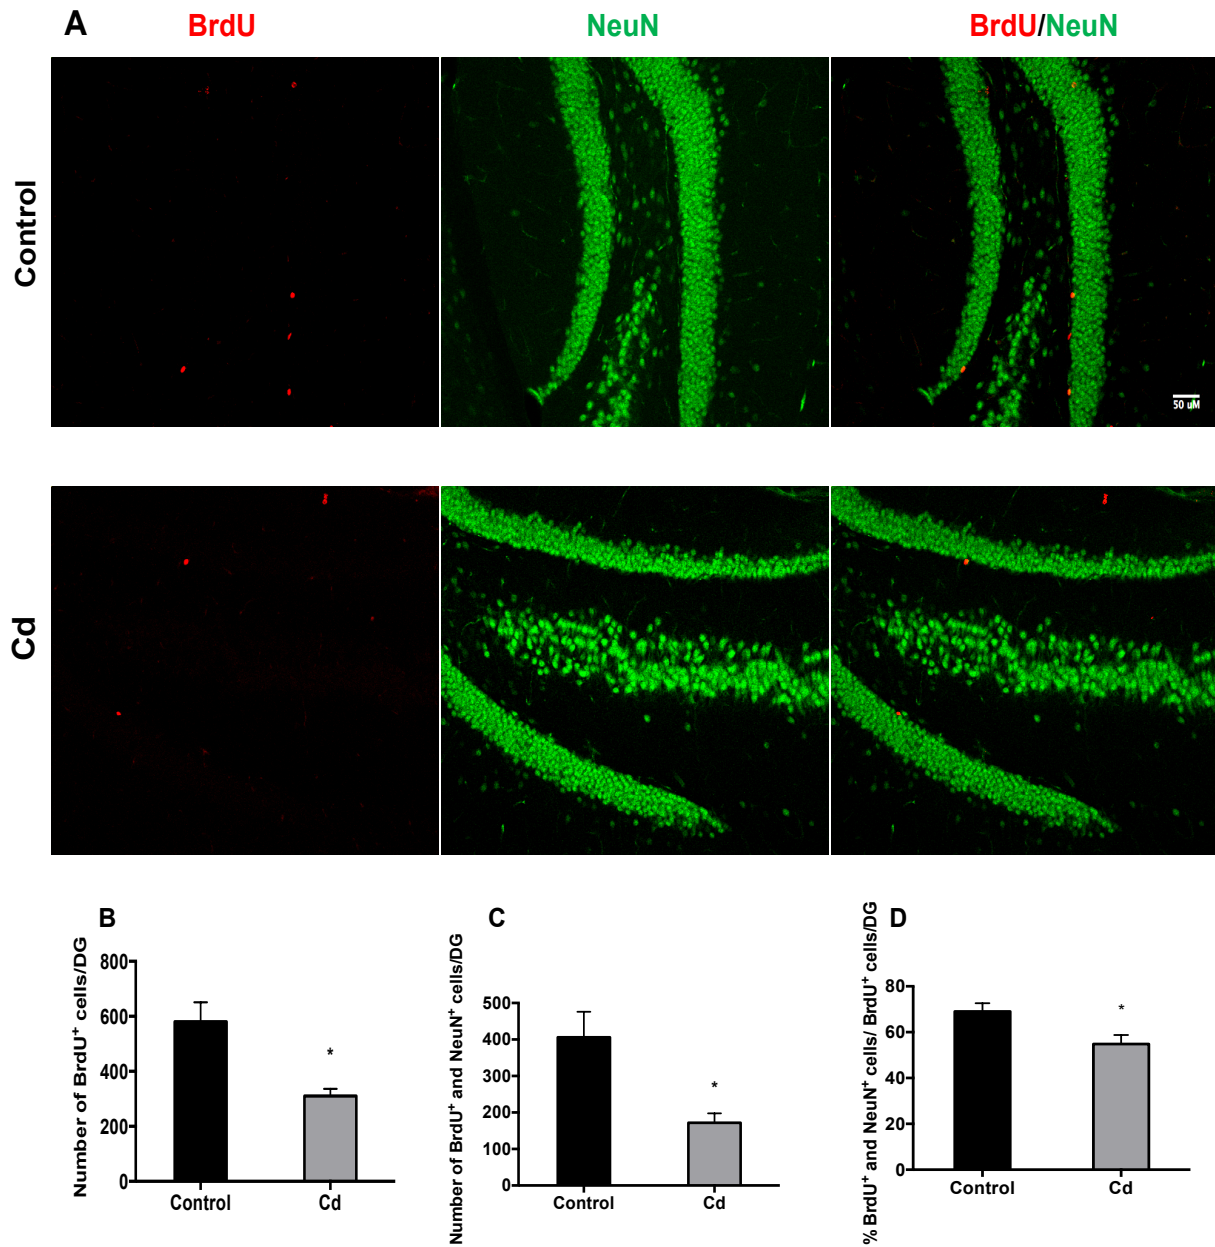 A
BrdU
NeuN
BrdU/NeuN
Control
50 uM
Cd
B
Number of BrdU⁺ cells/DG
800
600
400
200
0
*
Control
Cd
C
Number of BrdU⁺ and NeuN⁺ cells/DG
500
400
300
200
100
0
*
Control
Cd
D
% BrdU⁺ and NeuN⁺ cells/ BrdU⁺ cells/DG
80
60
40
20
0
*
Control
Cd